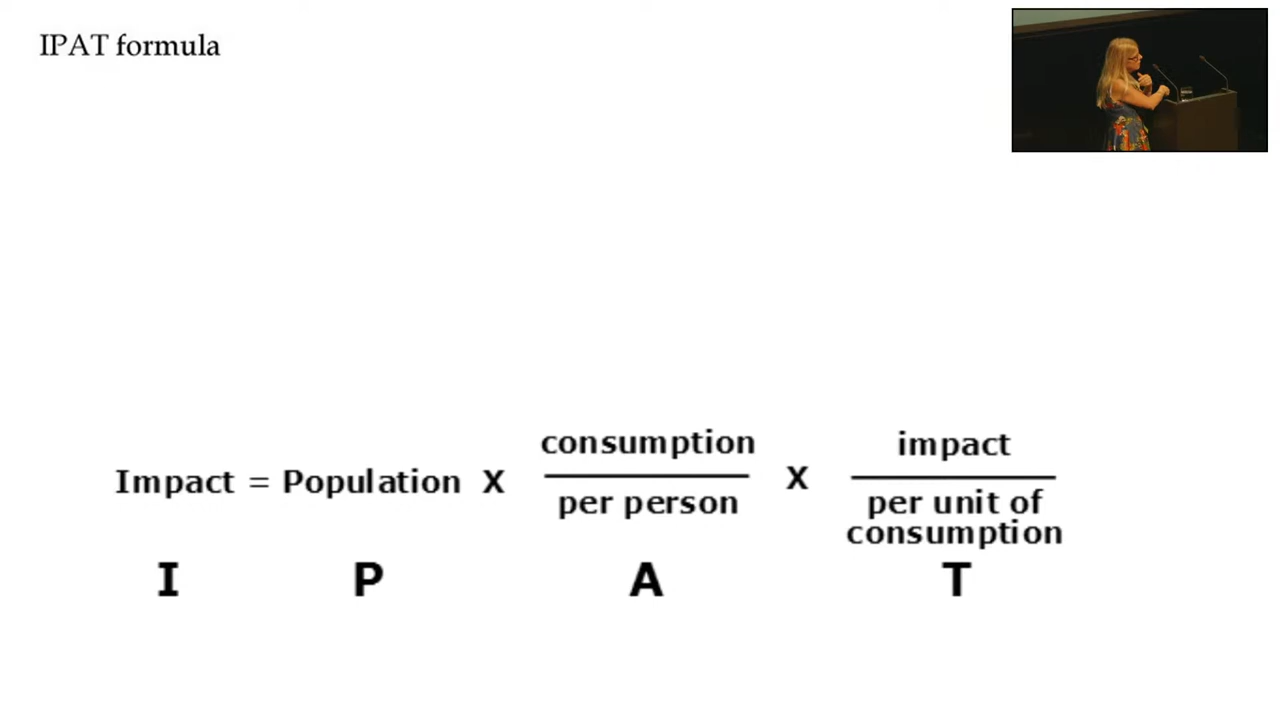 IPAT formula
consumption
impact
Impact = Population X
X
per person
per unit of
consumption
I P A T